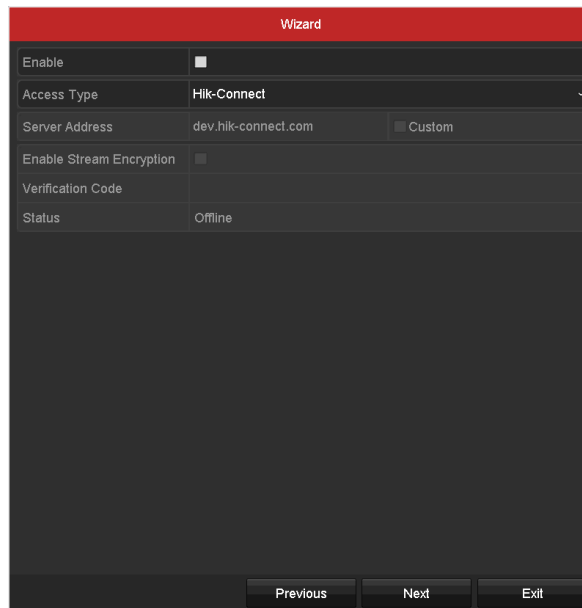 Wizard
Enable
Access Type Hik-Connect
Server Address dev.hik-connect.com Custom
Enable Stream Encryption
Verification Code
Status Offline
Previous Next Exit